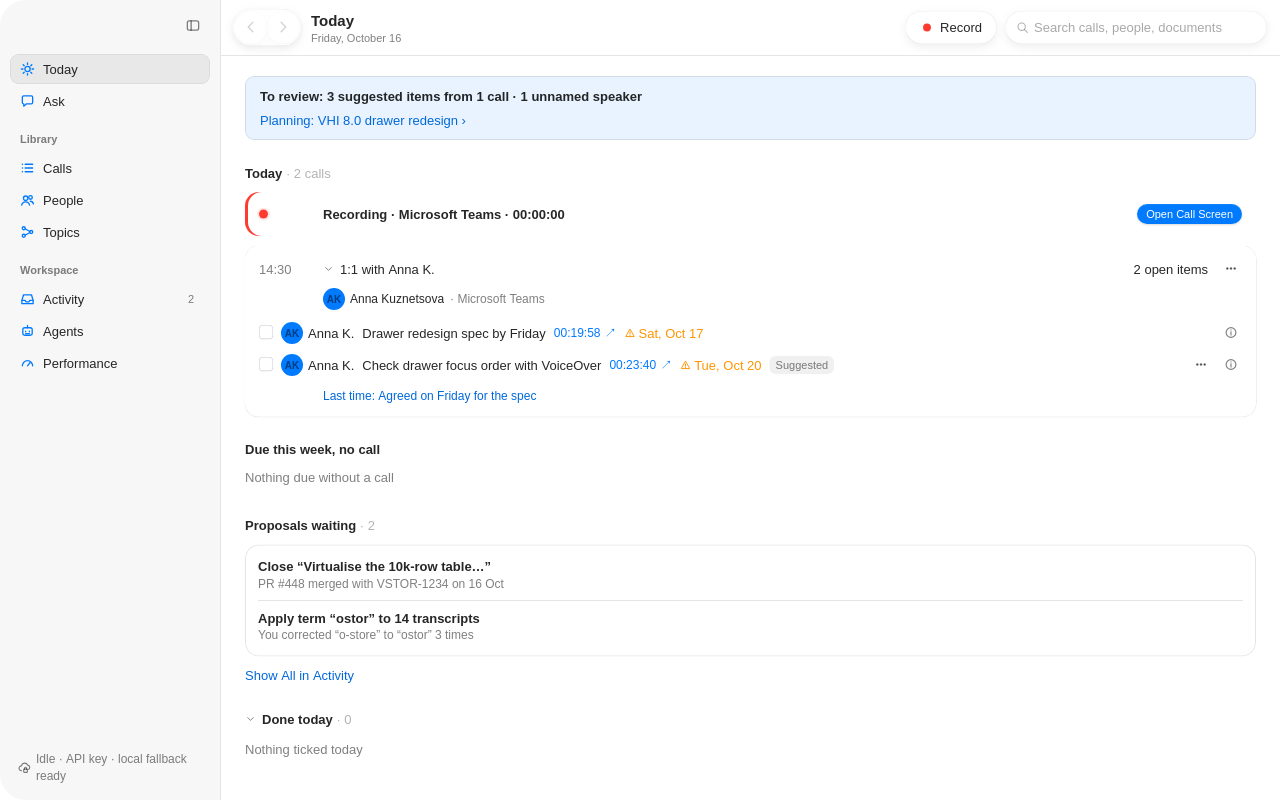 Today
Friday, October 16
Record
Search calls, people, documents
Today
Ask
Library
Calls
People
Topics
Workspace
Activity 2
Agents
Performance
Idle · API key · local fallback
ready
To review: 3 suggested items from 1 call · 1 unnamed speaker
Planning: VHI 8.0 drawer redesign ›
Today · 2 calls
Recording · Microsoft Teams · 00:00:00
Open Call Screen
14:30 1:1 with Anna K. 2 open items
AK Anna Kuznetsova · Microsoft Teams
AK Anna K. Drawer redesign spec by Friday 00:19:58 ↗ Sat, Oct 17
AK Anna K. Check drawer focus order with VoiceOver 00:23:40 ↗ Tue, Oct 20 Suggested
Last time: Agreed on Friday for the spec
Due this week, no call
Nothing due without a call
Proposals waiting · 2
Close “Virtualise the 10k-row table…”
PR #448 merged with VSTOR-1234 on 16 Oct
Apply term “ostor” to 14 transcripts
You corrected “o-store” to “ostor” 3 times
Show All in Activity
Done today · 0
Nothing ticked today